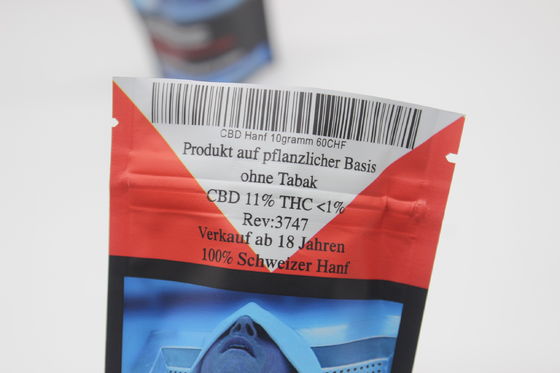 CBD Hanf 10gramm 60CHF
Produkt auf pflanzlicher Basis
ohne Tabak
CBD 11% THC <1%
Rev:3747
Verkauf ab 18 Jahren
100% Schweizer Hanf